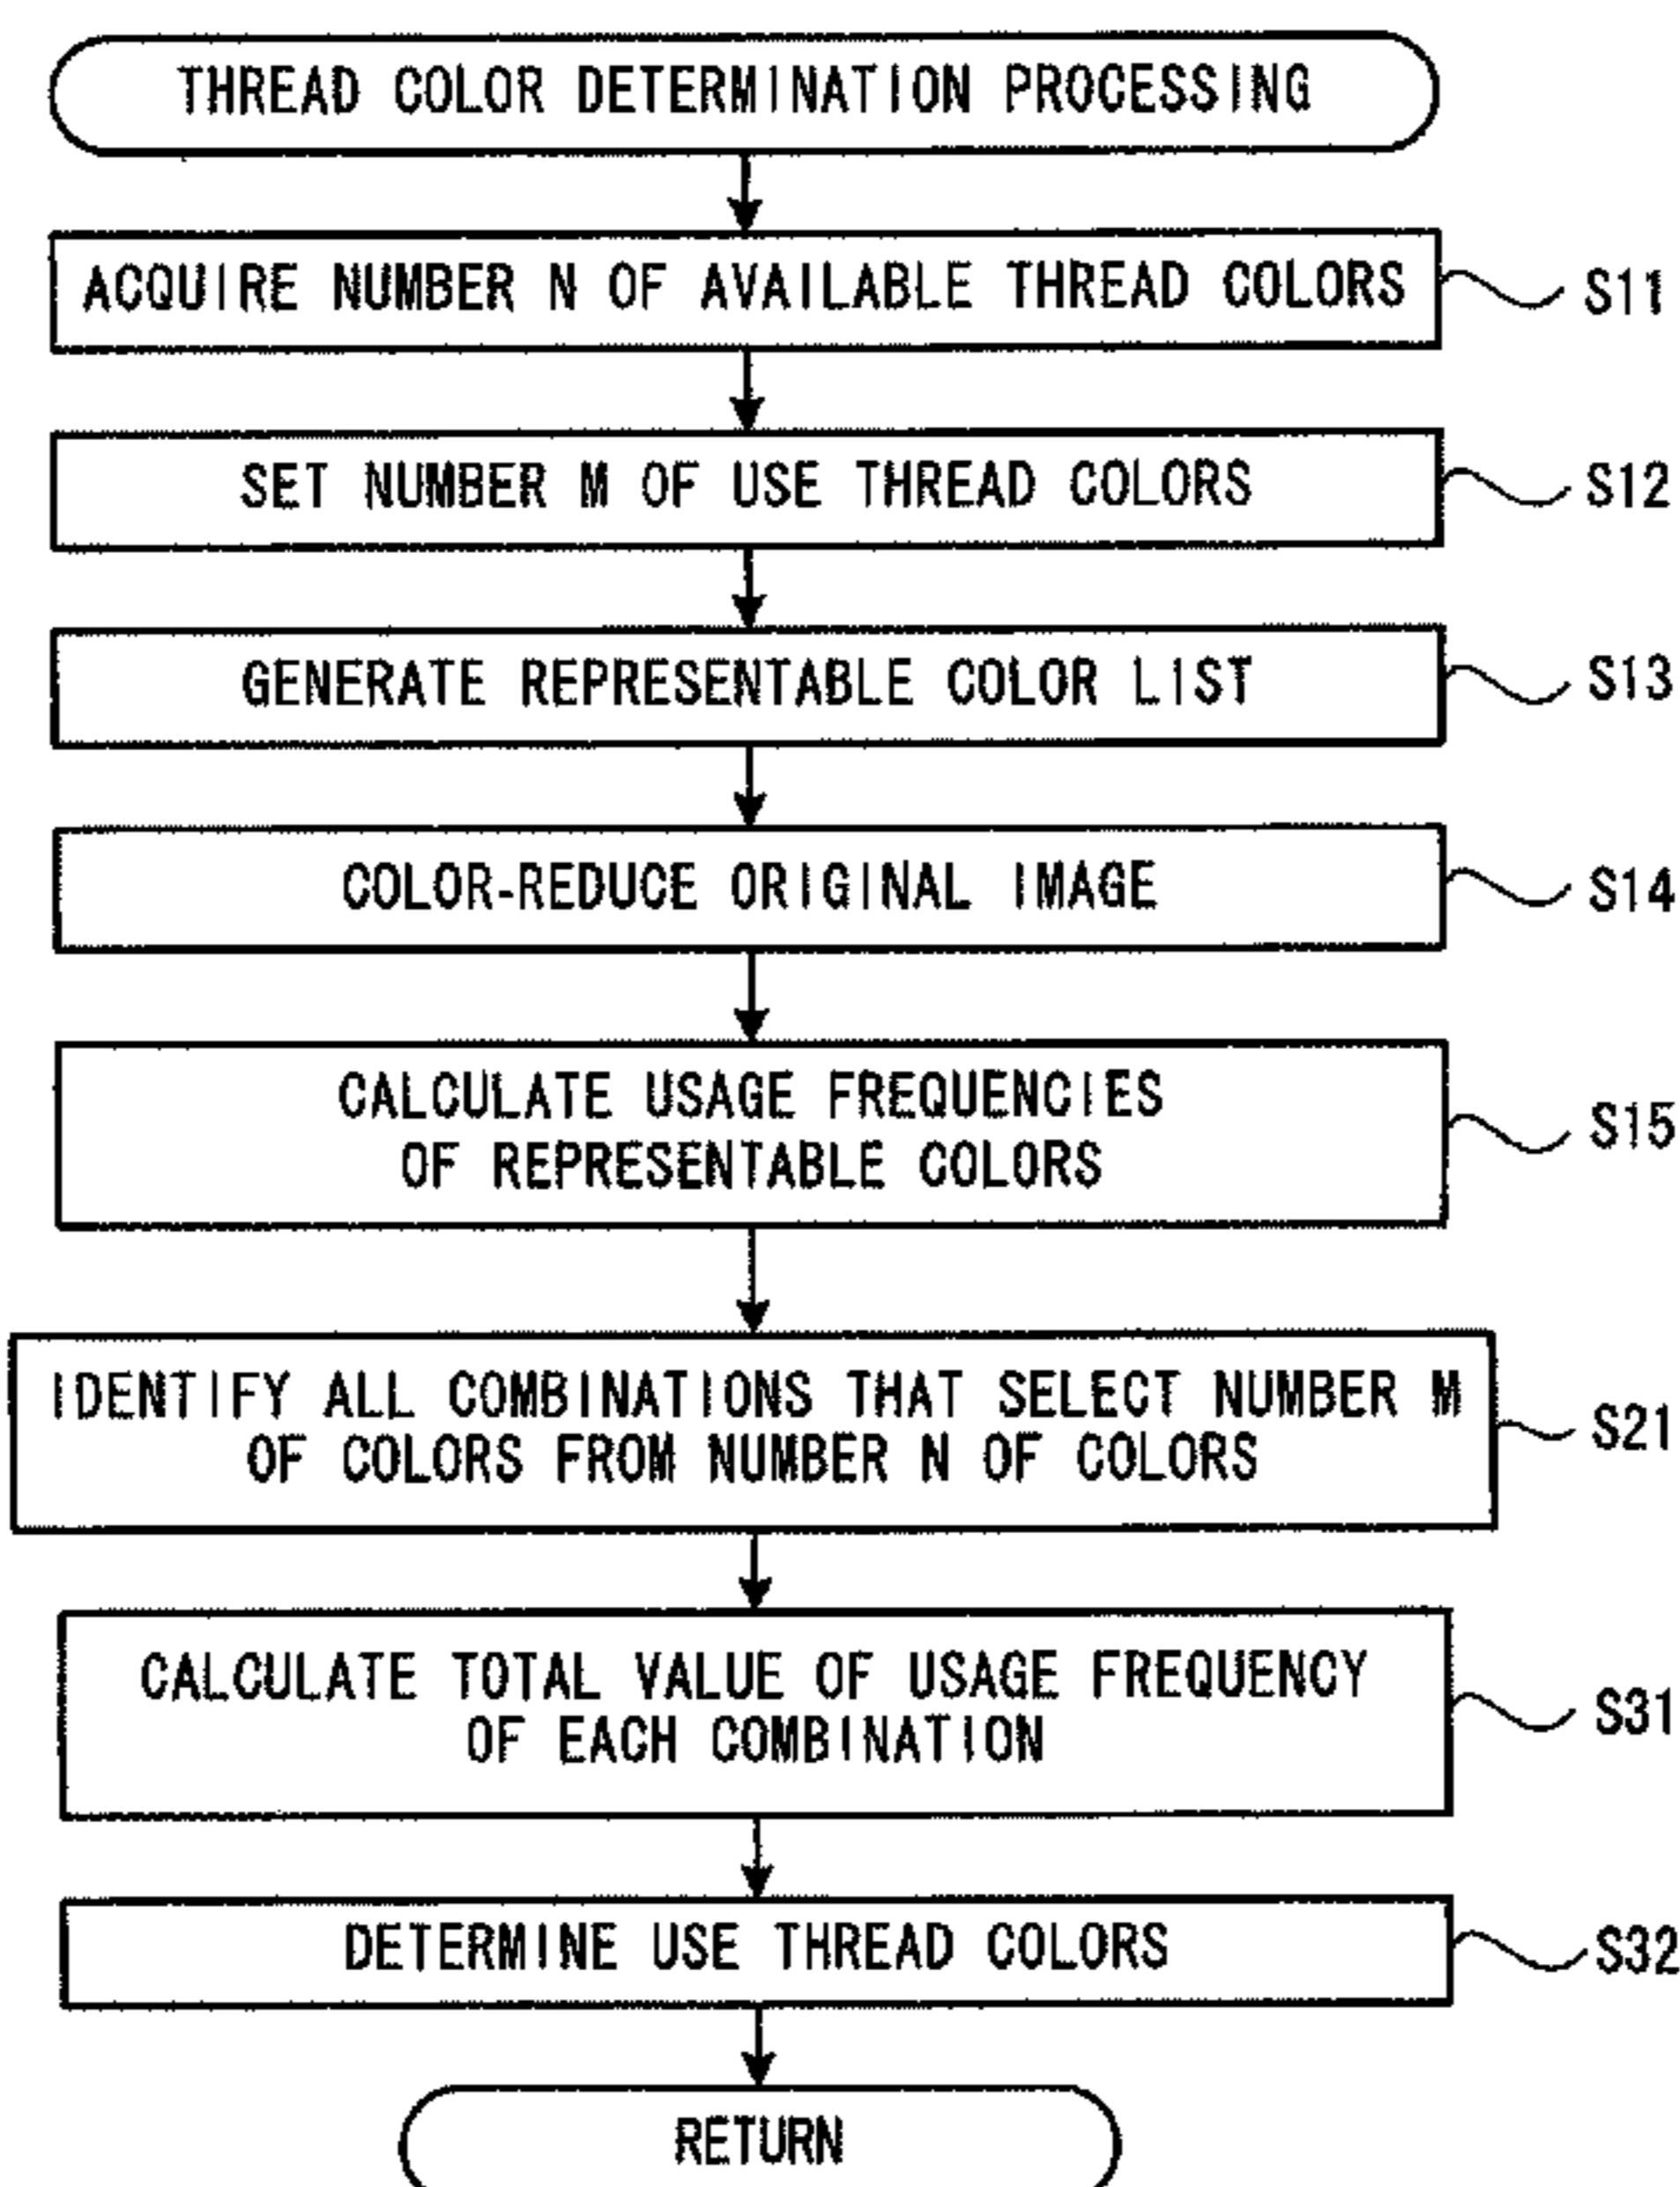 THREAD COLOR DETERMINATION PROCESSING
ACQUIRE NUMBER N OF AVAILABLE THREAD COLORS
S11
SET NUMBER M OF USE THREAD COLORS
S12
GENERATE REPRESENTABLE COLOR LIST
S13
COLOR-REDUCE ORIGINAL IMAGE
S14
CALCULATE USAGE FREQUENCIES
OF REPRESENTABLE COLORS
S15
IDENTIFY ALL COMBINATIONS THAT SELECT NUMBER M
OF COLORS FROM NUMBER N OF COLORS
S21
CALCULATE TOTAL VALUE OF USAGE FREQUENCY
OF EACH COMBINATION
S31
DETERMINE USE THREAD COLORS
S32
RETURN